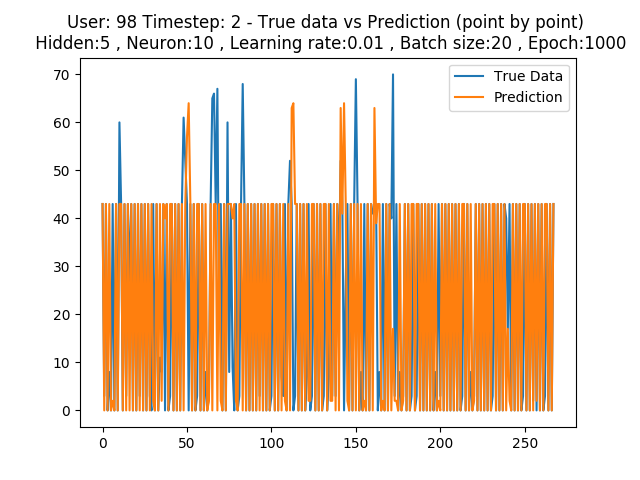 User: 98 Timestep: 2 - True data vs Prediction (point by point)
Hidden:5 , Neuron:10 , Learning rate:0.01 , Batch size:20 , Epoch:1000
True Data
Prediction
70
60
50
40
30
20
10
0
0 50 100 150 200 250